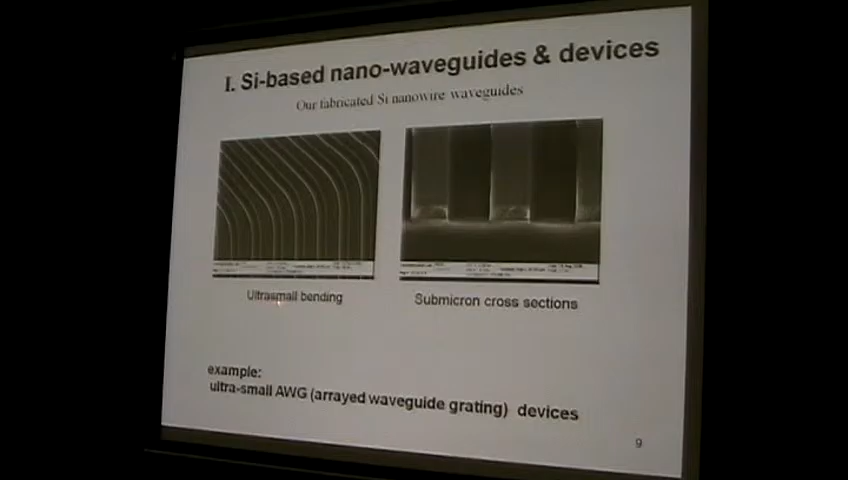 I. Si-based nano-waveguides & devices
Our fabricated Si nanowire waveguides
Ultrasmall bending
Submicron cross sections
example:
ultra-small AWG (arrayed waveguide grating) devices
9